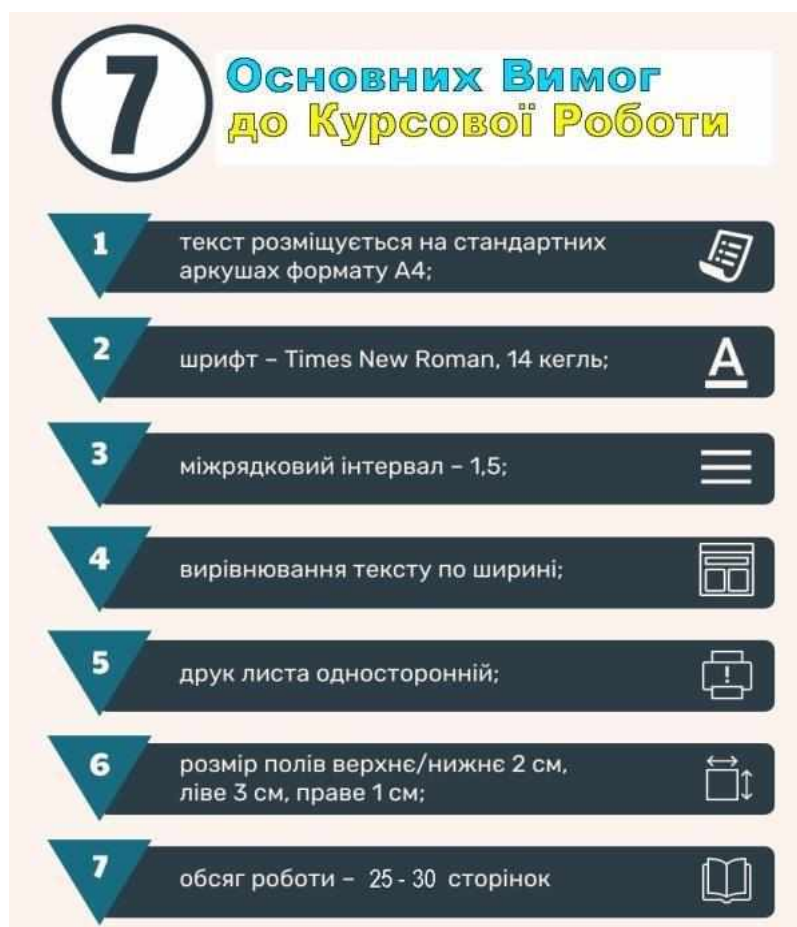 7
Основних Вимог
до Курсової Роботи
1
текст розміщується на стандартних
аркушах формату А4;
2
шрифт – Times New Roman, 14 кегль;
A
3
міжрядковий інтервал – 1,5;
4
вирівнювання тексту по ширині;
5
друк листа односторонній;
!
6
розмір полів верхнє/нижнє 2 см,
ліве 3 см, праве 1 см;
7
обсяг роботи – 25 - 30 сторінок